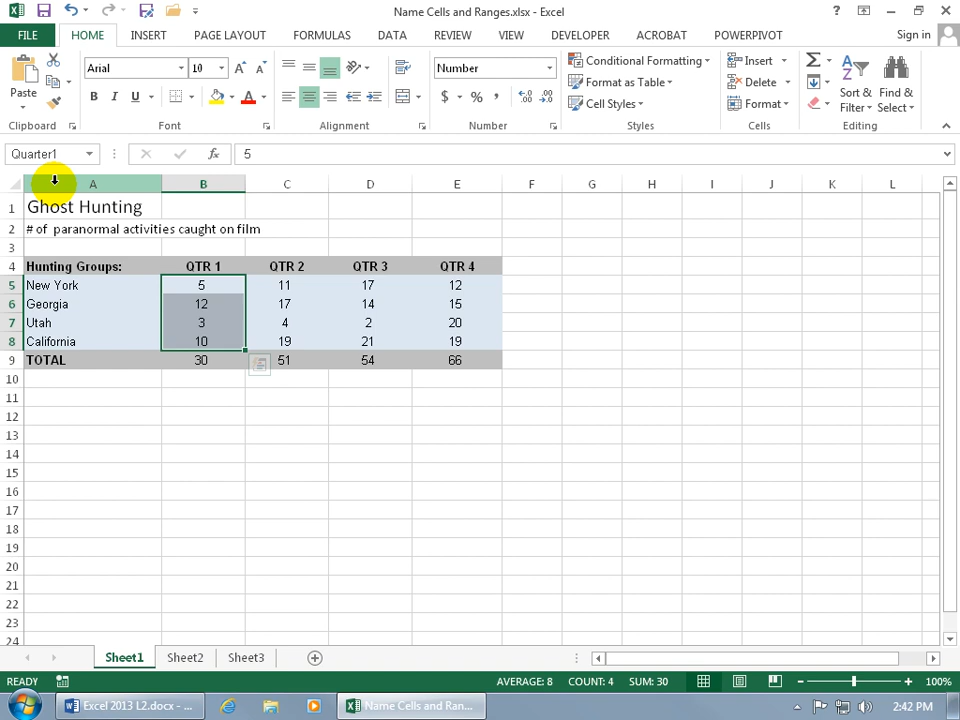 Name Cells and Ranges.xlsx - Excel
?
FILE HOME INSERT PAGE LAYOUT FORMULAS DATA REVIEW VIEW DEVELOPER ACROBAT POWERPIVOT Sign in
Paste
Arial 10
B I U A
Number
$ % ,
Conditional Formatting
Format as Table
Cell Styles
Insert
Delete
Format
Sort & Filter
Find & Select
Clipboard Font Alignment Number Styles Cells Editing
Quarter1 fx 5
A B C D E F G H I J K L
1 Ghost Hunting
2 # of paranormal activities caught on film
3
4 Hunting Groups: QTR 1 QTR 2 QTR 3 QTR 4
5 New York 5 11 17 12
6 Georgia 12 17 14 15
7 Utah 3 4 2 20
8 California 10 19 21 19
9 TOTAL 30 51 54 66
10
11
12
13
14
15
16
17
18
19
20
21
22
23
24
Sheet1 Sheet2 Sheet3
READY AVERAGE: 8 COUNT: 4 SUM: 30 100%
Excel 2013 L2.docx - ... Name Cells and Ran... 2:42 PM